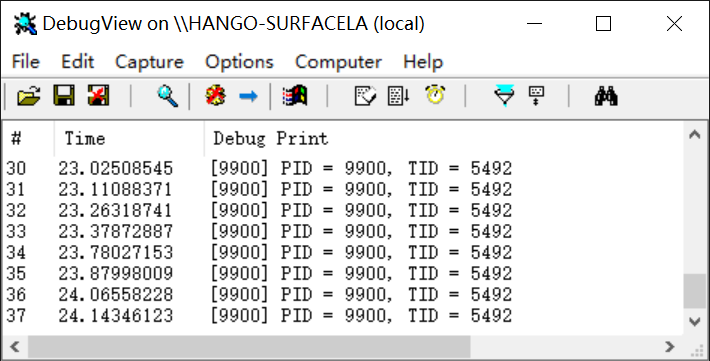 DebugView on \\HANGO-SURFACELA (local)
File Edit Capture Options Computer Help
# Time Debug Print
30 23.02508545 [9900] PID = 9900, TID = 5492
31 23.11088371 [9900] PID = 9900, TID = 5492
32 23.26318741 [9900] PID = 9900, TID = 5492
33 23.37872887 [9900] PID = 9900, TID = 5492
34 23.78027153 [9900] PID = 9900, TID = 5492
35 23.87998009 [9900] PID = 9900, TID = 5492
36 24.06558228 [9900] PID = 9900, TID = 5492
37 24.14346123 [9900] PID = 9900, TID = 5492